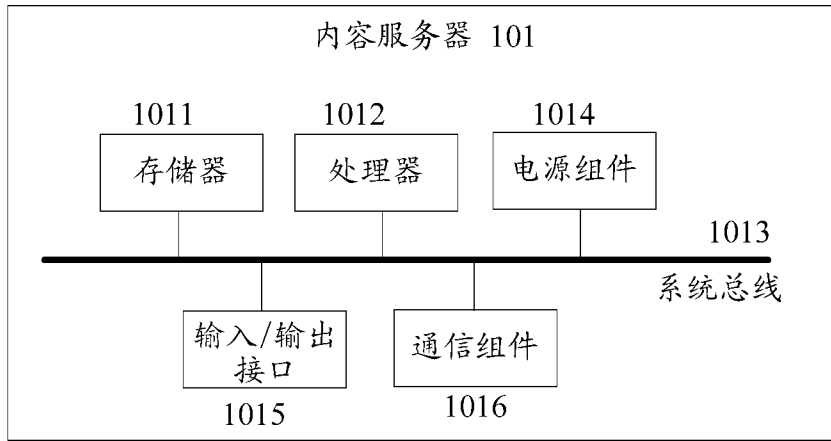 内容服务器 101
1011
1012
1014
存储器
处理器
电源组件
1013
系统总线
输入/输出
接口
通信组件
1015
1016